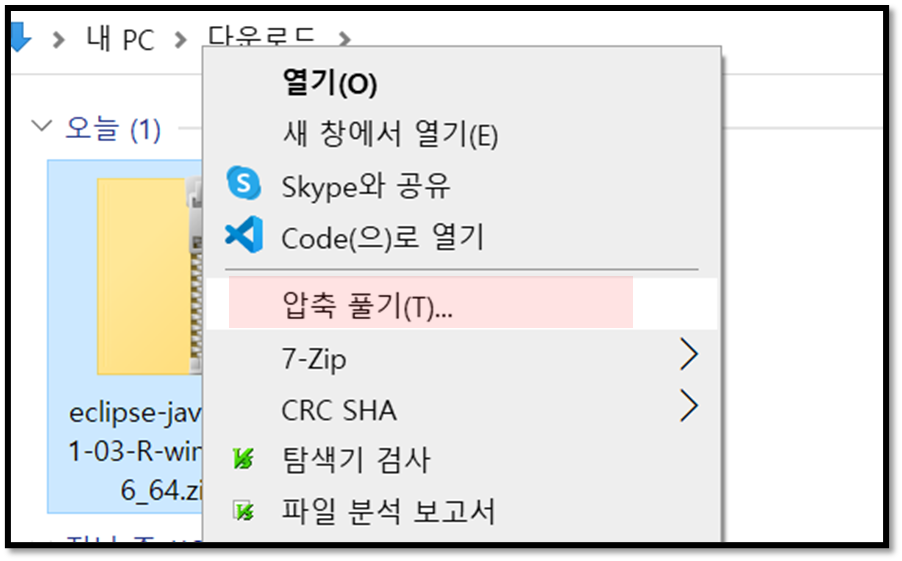 내 PC
다운로드
오늘 (1)
열기(O)
새 창에서 열기(E)
Skype와 공유
Code(으)로 열기
압축 풀기(T)...
7-Zip
CRC SHA
탐색기 검사
파일 분석 보고서
eclipse-jav
1-03-R-win
6_64.zi